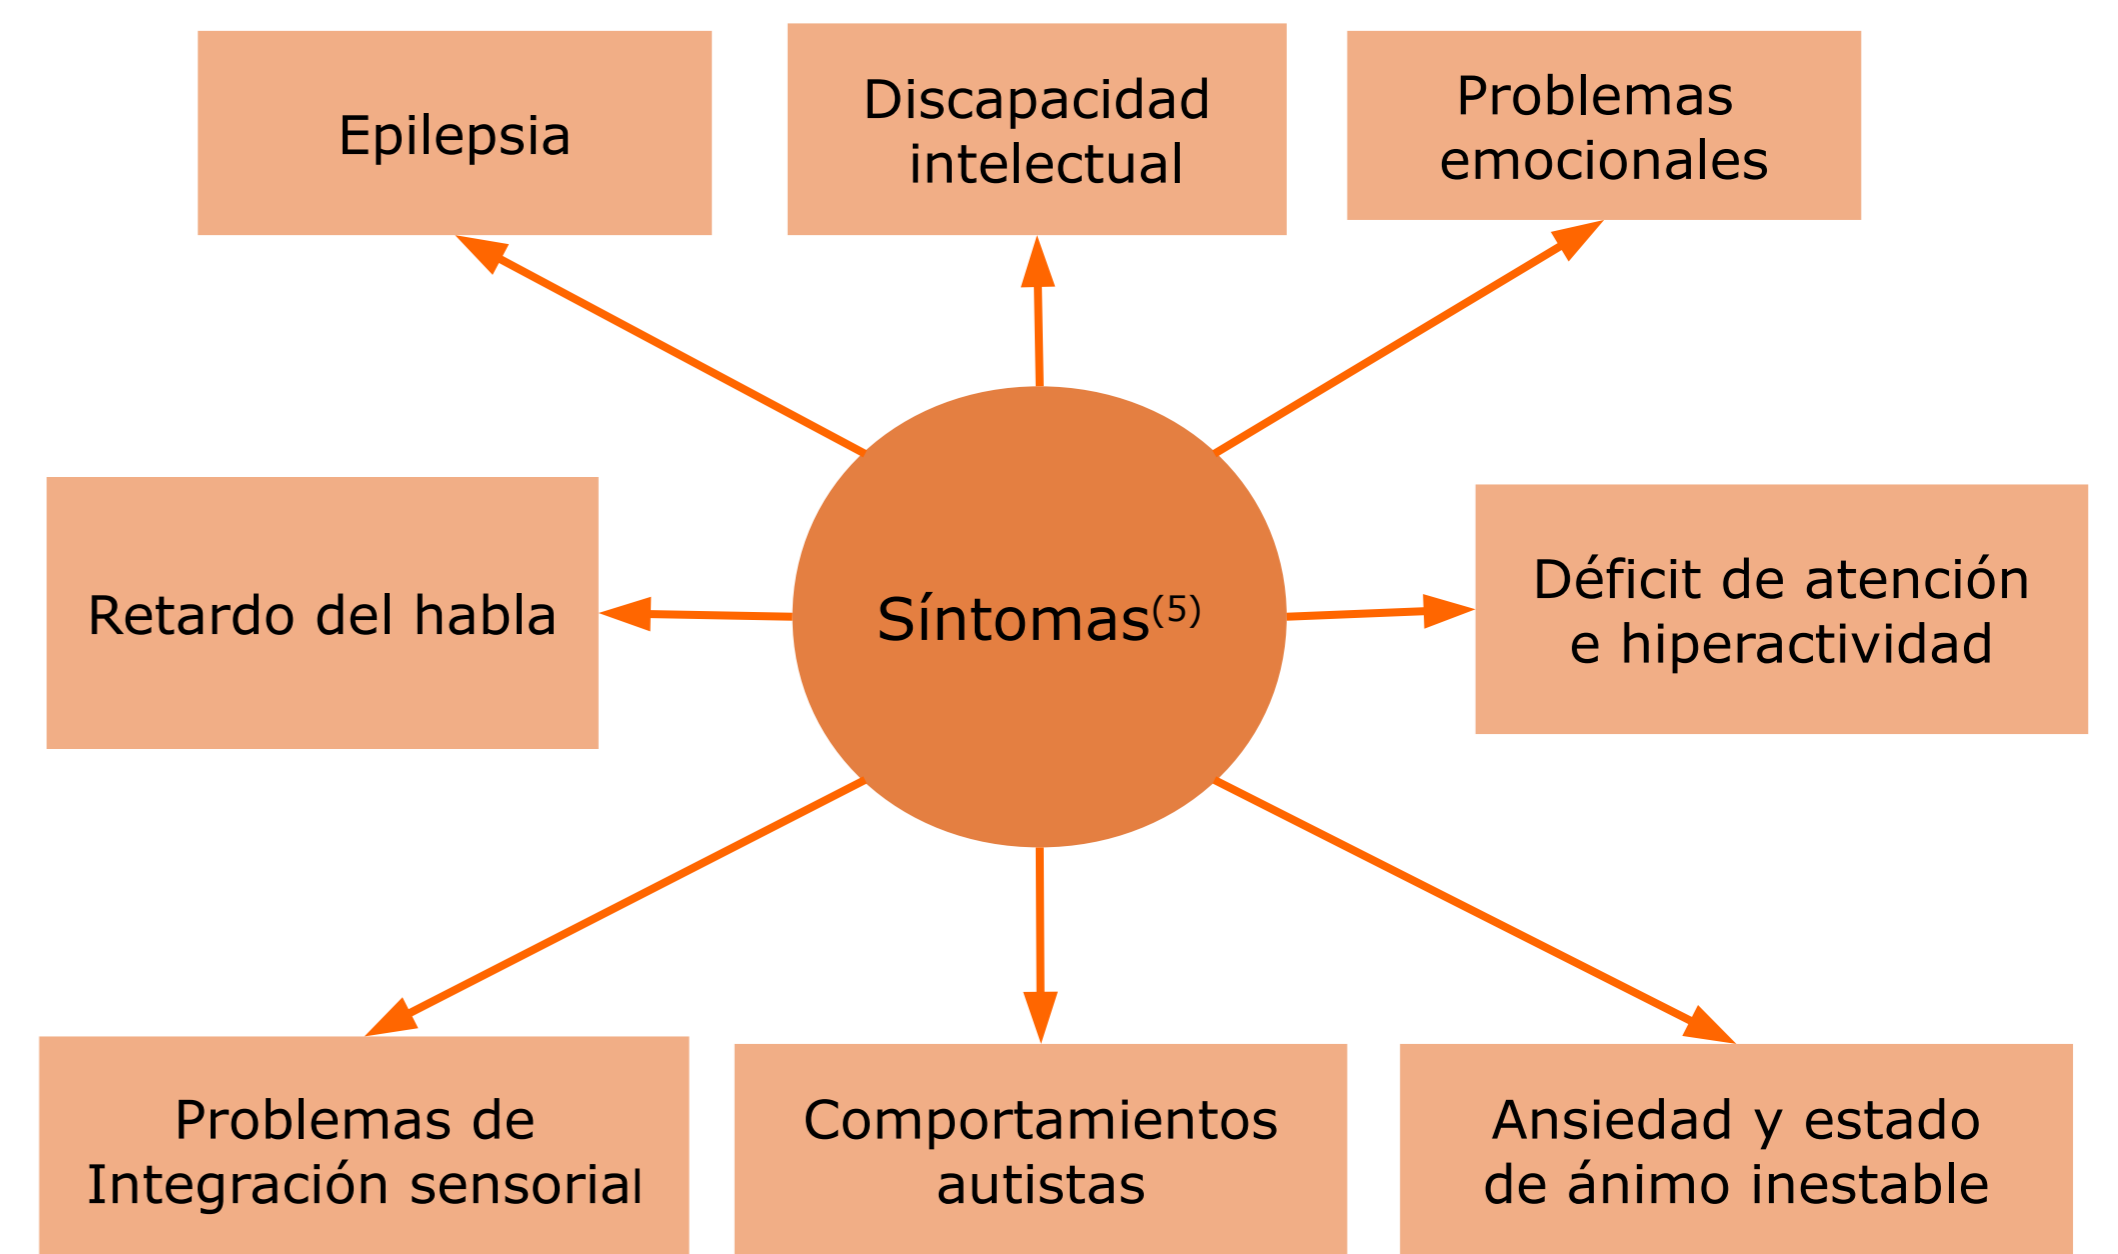 Epilepsia
Discapacidad
intelectual
Problemas
emocionales
Retardo del habla
Síntomas(5)
Déficit de atención
e hiperactividad
Problemas de
Integración sensorial
Comportamientos
autistas
Ansiedad y estado
de ánimo inestable